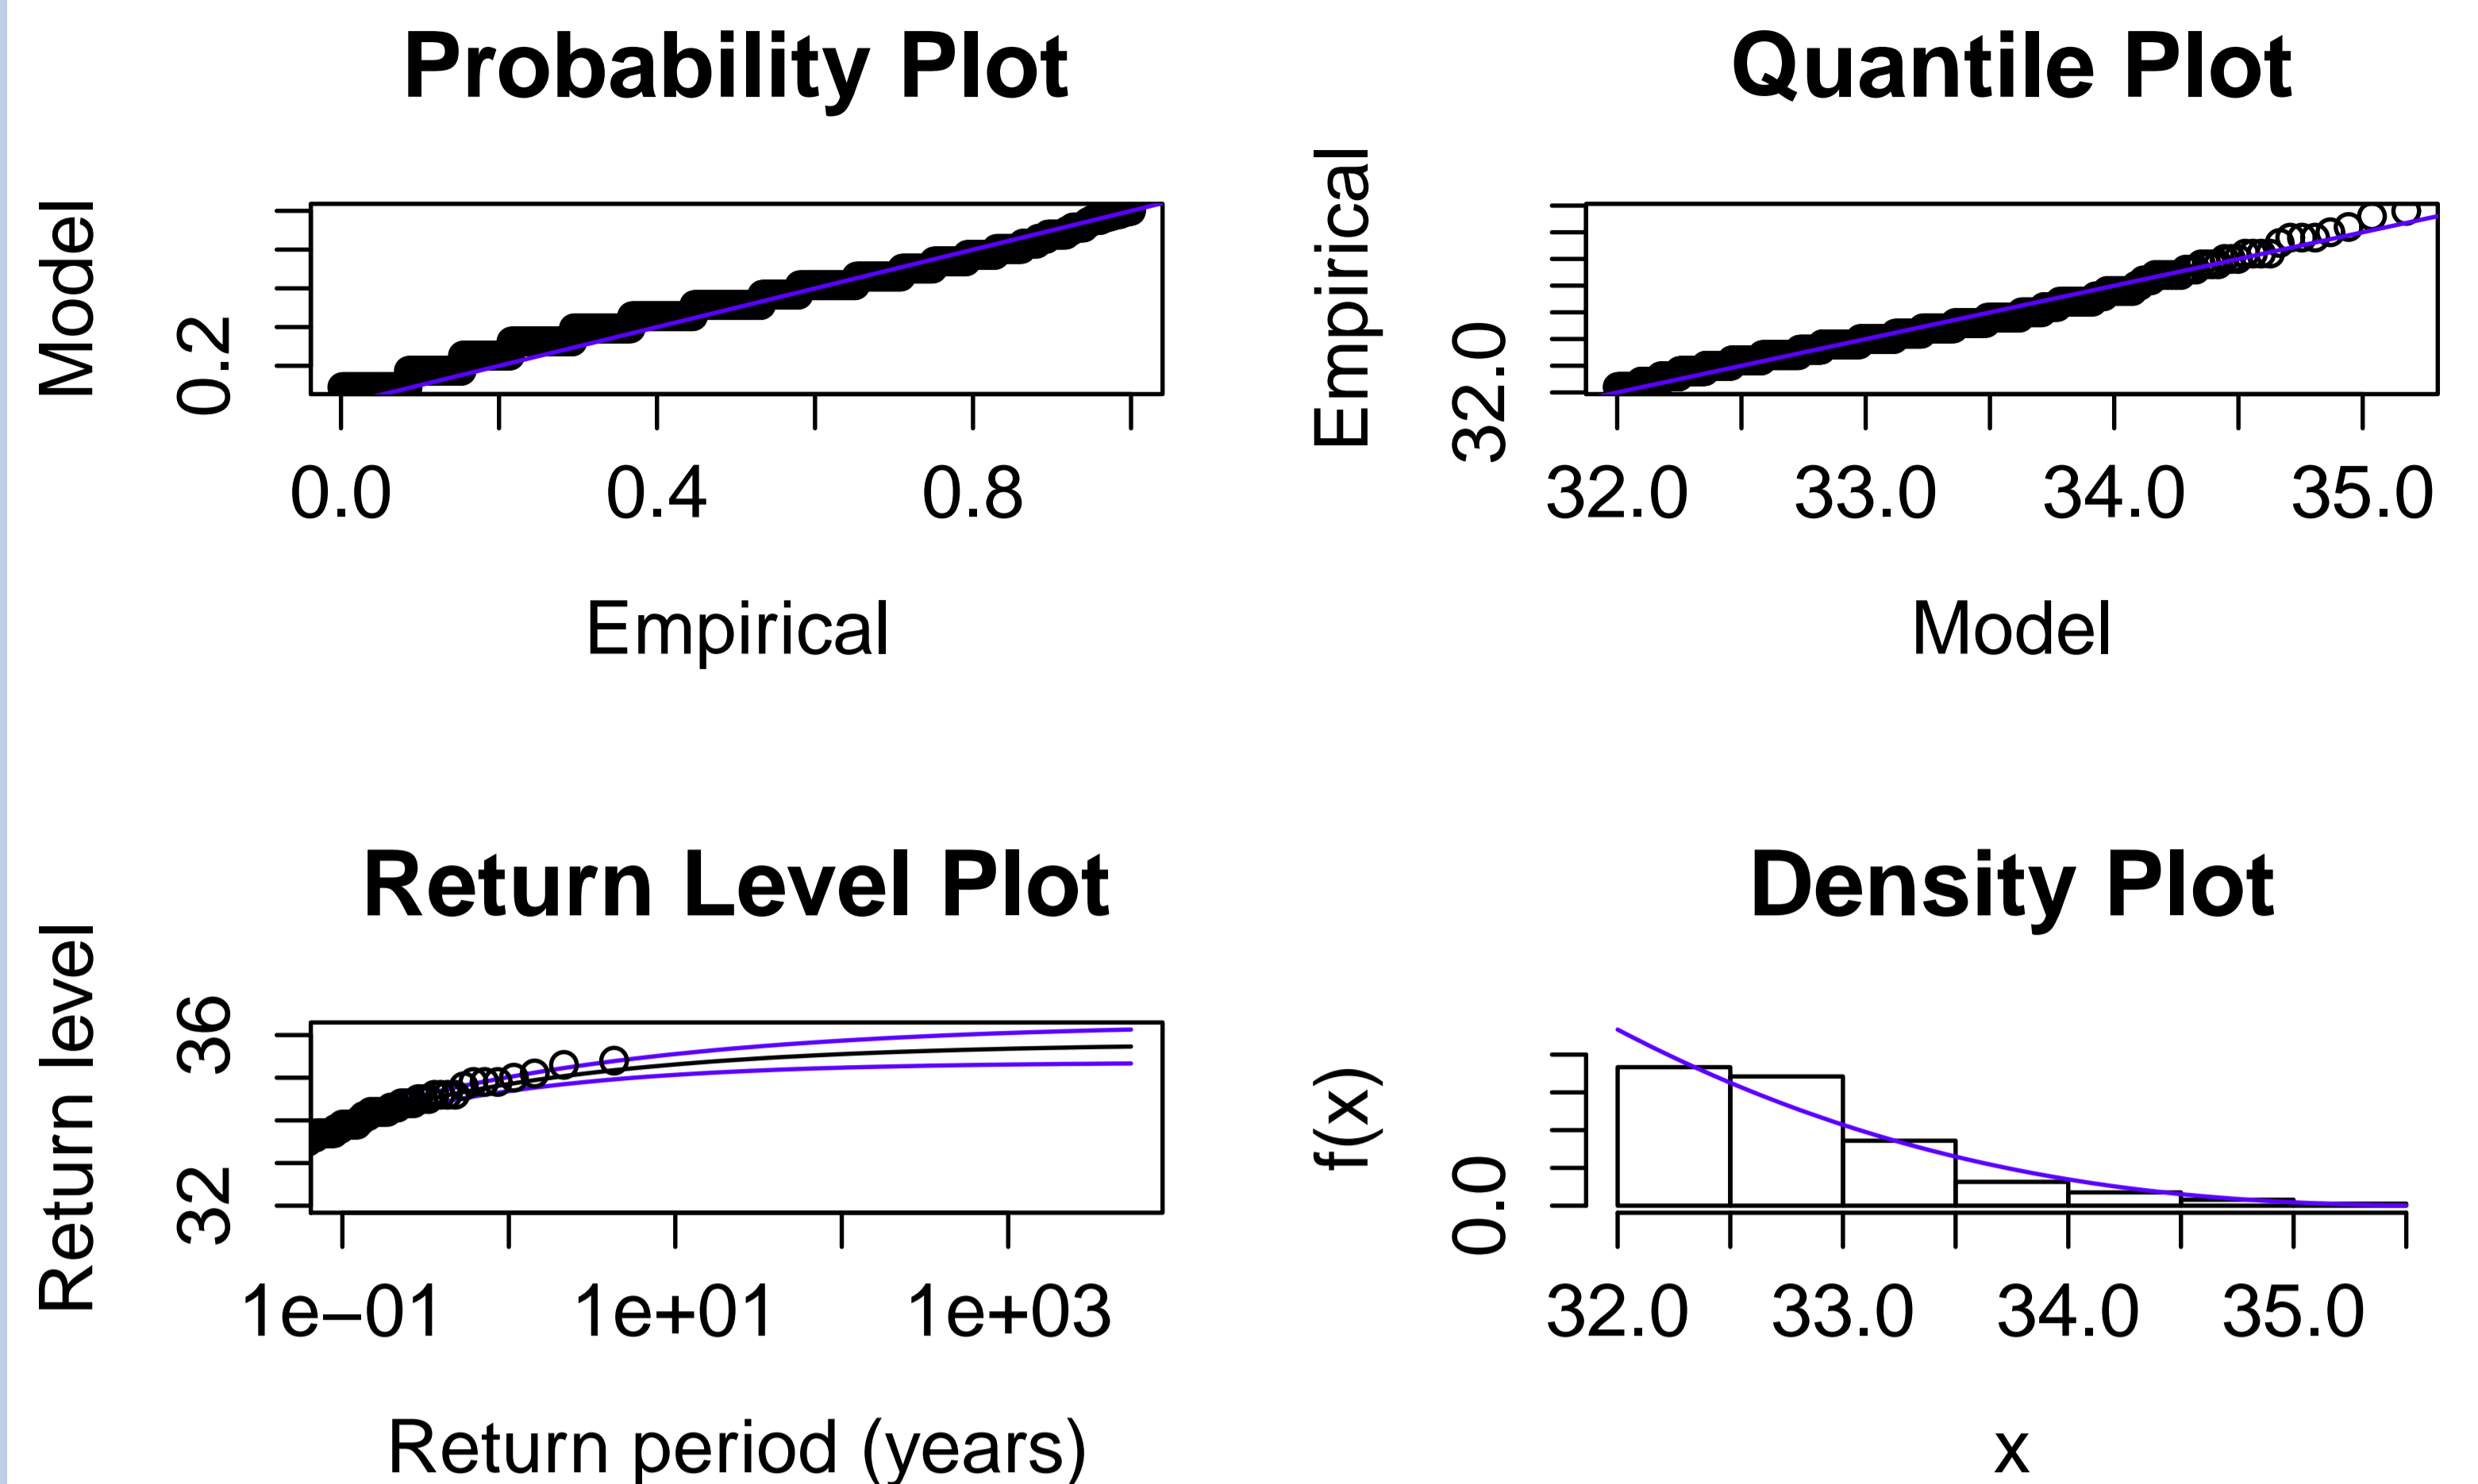 Probability Plot
Model
0.2
0.0 0.4 0.8
Empirical
Quantile Plot
Empirical
32.0
32.0 33.0 34.0 35.0
Model
Return Level Plot
Return level
32 36
1e−01 1e+01 1e+03
Return period (years)
Density Plot
f(x)
0.0
32.0 33.0 34.0 35.0
x